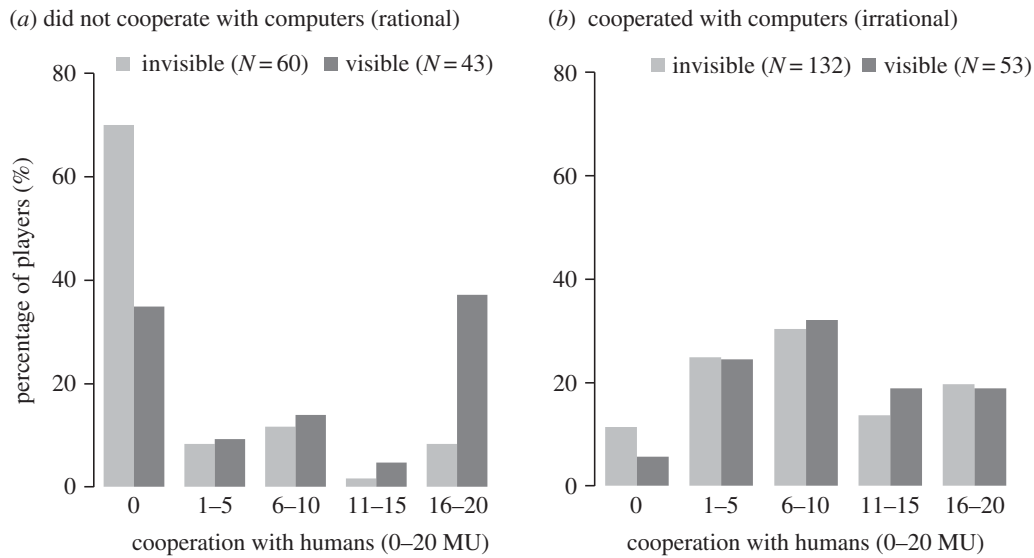 (a) did not cooperate with computers (rational)
invisible (N = 60) visible (N = 43)
80
60
40
20
0
percentage of players (%)
0 1–5 6–10 11–15 16–20
cooperation with humans (0–20 MU)
(b) cooperated with computers (irrational)
invisible (N = 132) visible (N = 53)
80
60
40
20
0
0 1–5 6–10 11–15 16–20
cooperation with humans (0–20 MU)